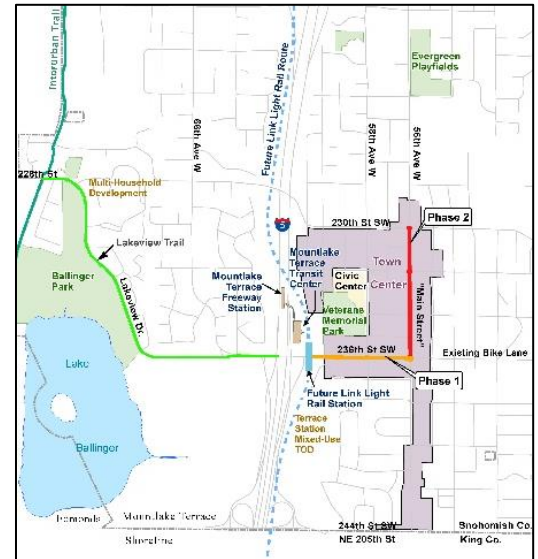 Interurban Trail
Future Link Light Rail Route
Evergreen
Playfields
68th Ave W
58th Ave W
56th Ave W
228th St
Multi-Household
Development
Lakeview Trail
5
230th St SW
Phase 2
Ballinger
Park
Mountlake
Terrace
Transit
Center
Civic
Center
Town
Center
Mountlake
Terrace
Freeway
Station
Veterans
Memorial
Park
"Main Street"
Lakeview Dr.
236th St SW
Existing Bike Lane
Phase 1
Lake
Ballinger
Future Link Light
Rail Station
Terrace
Station
Mixed-Use
TOD
Edmonds
Mountlake Terrace
Shoreline
244th St SW
NE 205th St
Snohomish Co.
King Co.